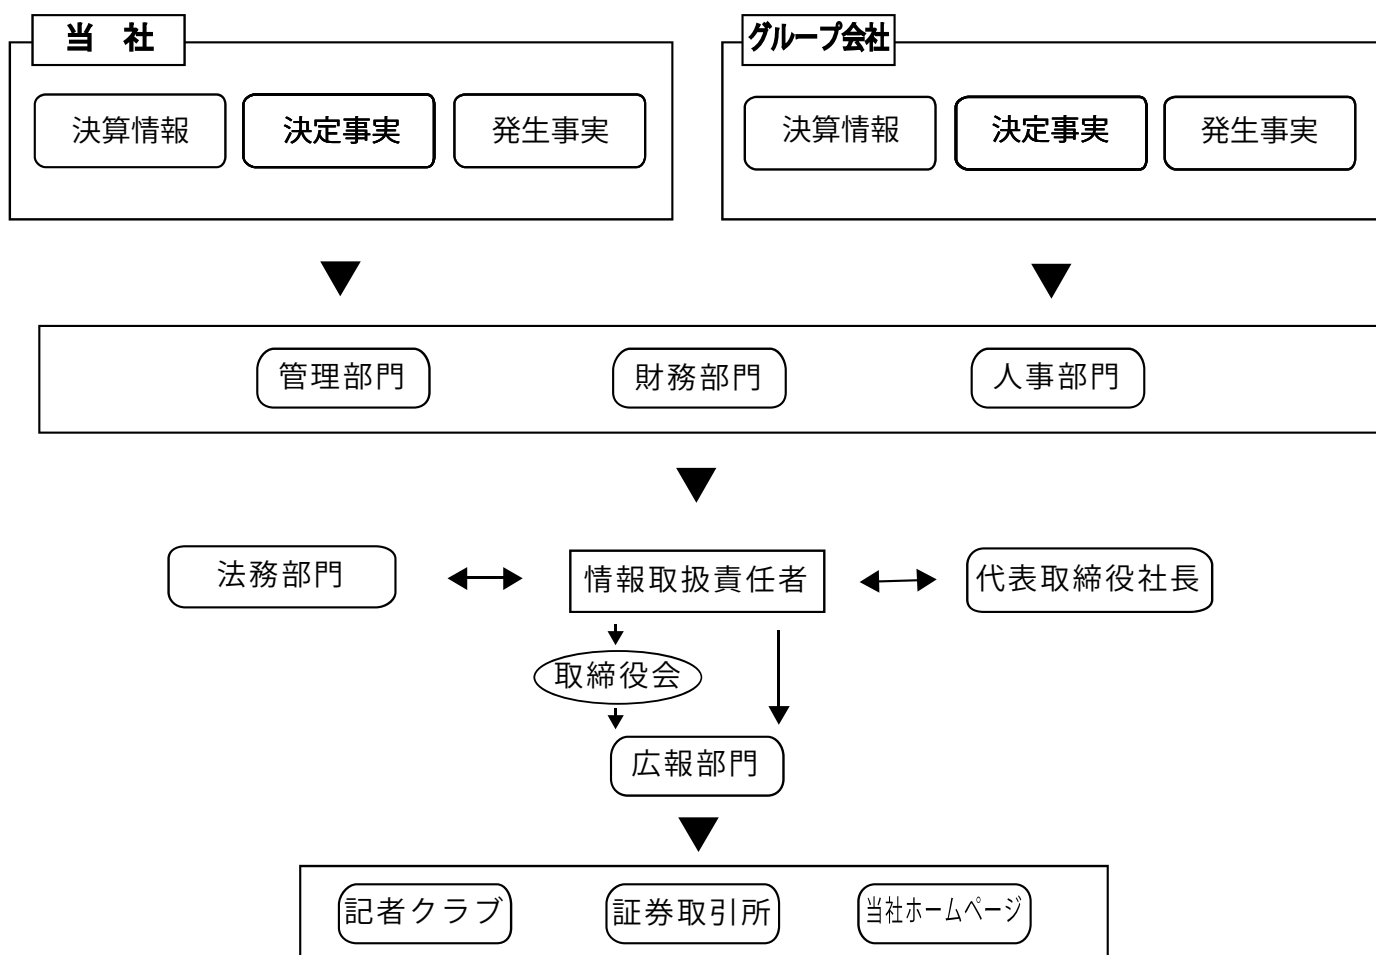 当　社
グループ会社
決算情報
決定事実
発生事実
決算情報
決定事実
発生事実
管理部門
財務部門
人事部門
法務部門
情報取扱責任者
代表取締役社長
取締役会
広報部門
記者クラブ
証券取引所
当社ホームページ